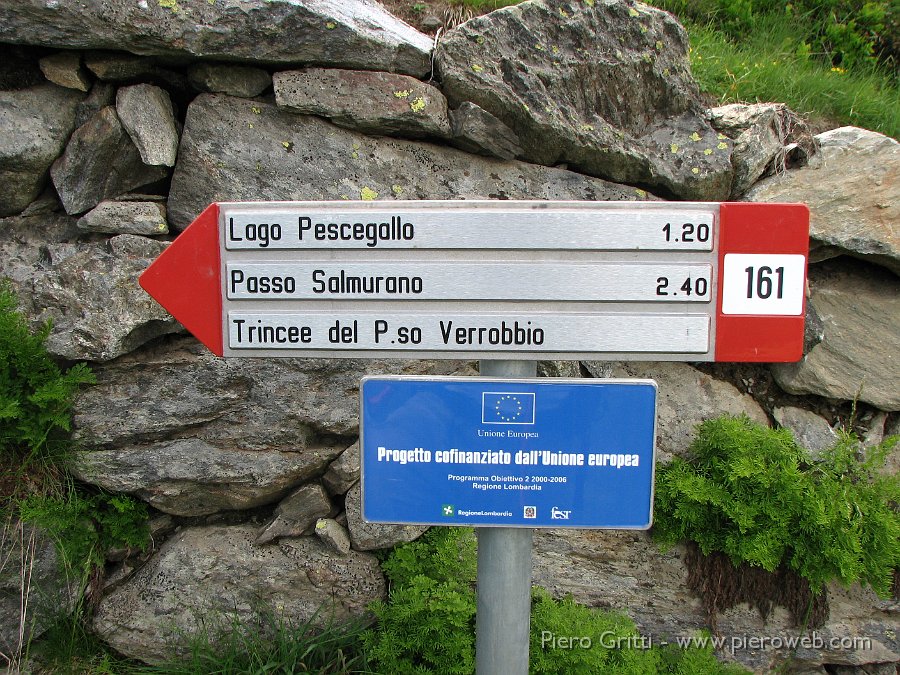 Lago Pescegallo 1.20
Passo Salmurano 2.40
161
Trincee del P.so Verrobbio
Unione Europea
Progetto cofinanziato dall'Unione europea
Programma Obiettivo 2 2000-2006
Regione Lombardia
RegioneLombardia
fesr
Piero Gritti - www.pieroweb.com